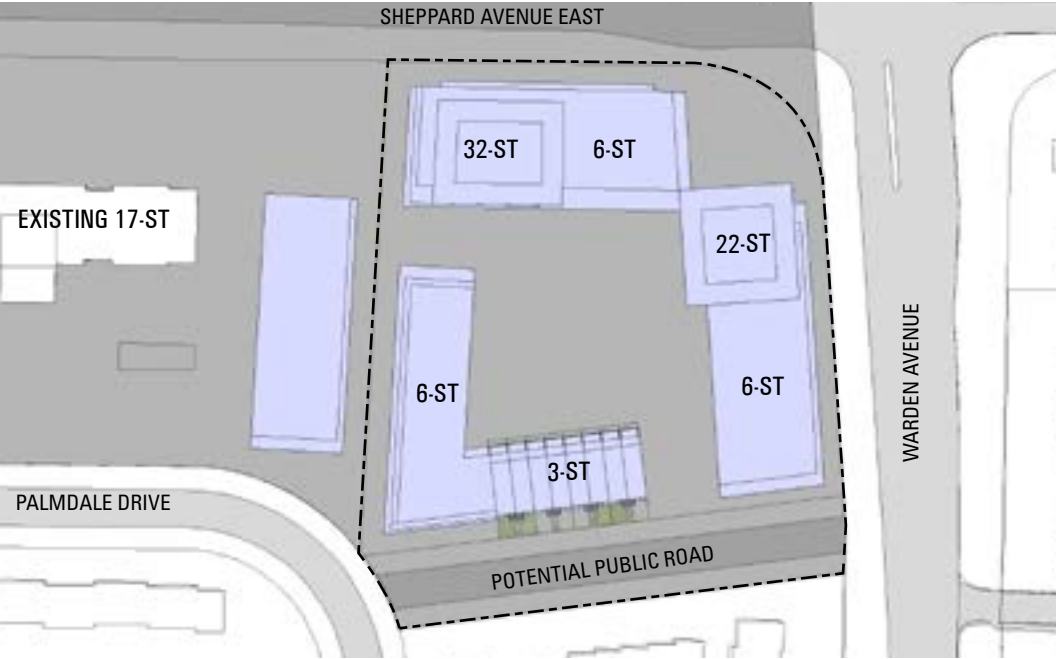 SHEPPARD AVENUE EAST
32-ST
6-ST
EXISTING 17-ST
22-ST
WARDEN AVENUE
6-ST
6-ST
3-ST
PALMDALE DRIVE
POTENTIAL PUBLIC ROAD